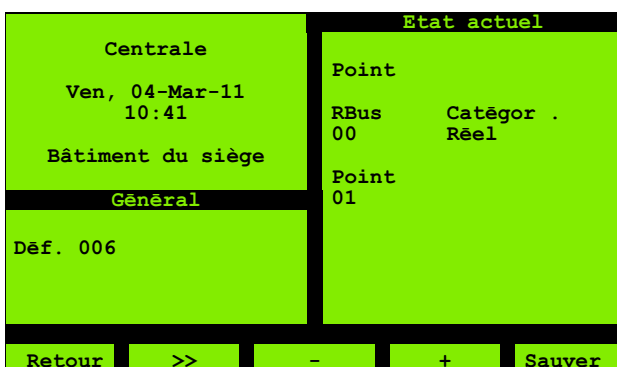 Centrale
Ven, 04-Mar-11
10:41
Bâtiment du siège
Gēnēral
Dēf. 006
Etat actuel
Point
RBus Catēgor .
00 Rēel
Point
01
Retour >> - + Sauver